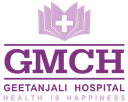 GMCH
GEETANJALI HOSPITAL
HEALTH IS HAPPINESS